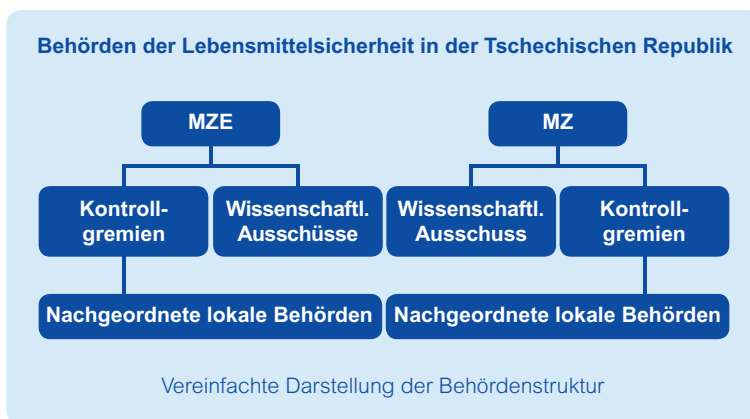 Behörden der Lebensmittelsicherheit in der Tschechischen Republik
MZE
MZ
Kontroll-
gremien
Wissenschaftl.
Ausschüsse
Wissenschaftl.
Ausschuss
Kontroll-
gremien
Nachgeordnete lokale Behörden
Nachgeordnete lokale Behörden
Vereinfachte Darstellung der Behördenstruktur